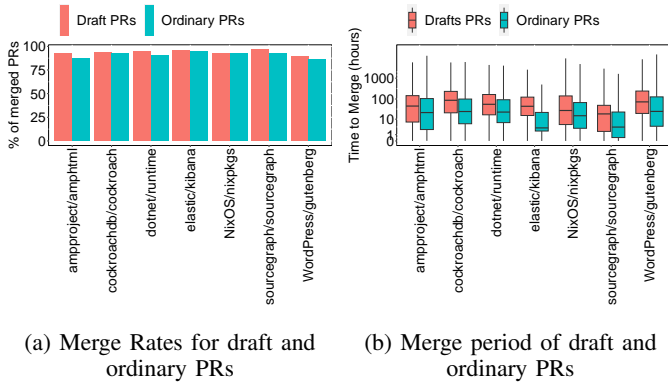 Draft PRs Ordinary PRs
% of merged PRs
100
75
50
25
0
ampproject/amphtml
cockroachdb/cockroach
dotnet/runtime
elastic/kibana
NixOS/nixpkgs
sourcegraph/sourcegraph
WordPress/gutenberg
(a) Merge Rates for draft and
ordinary PRs
Drafts PRs Ordinary PRs
Time to Merge (hours)
1000
100
10
1
0
ampproject/amphtml
cockroachdb/cockroach
dotnet/runtime
elastic/kibana
NixOS/nixpkgs
sourcegraph/sourcegraph
WordPress/gutenberg
(b) Merge period of draft and
ordinary PRs